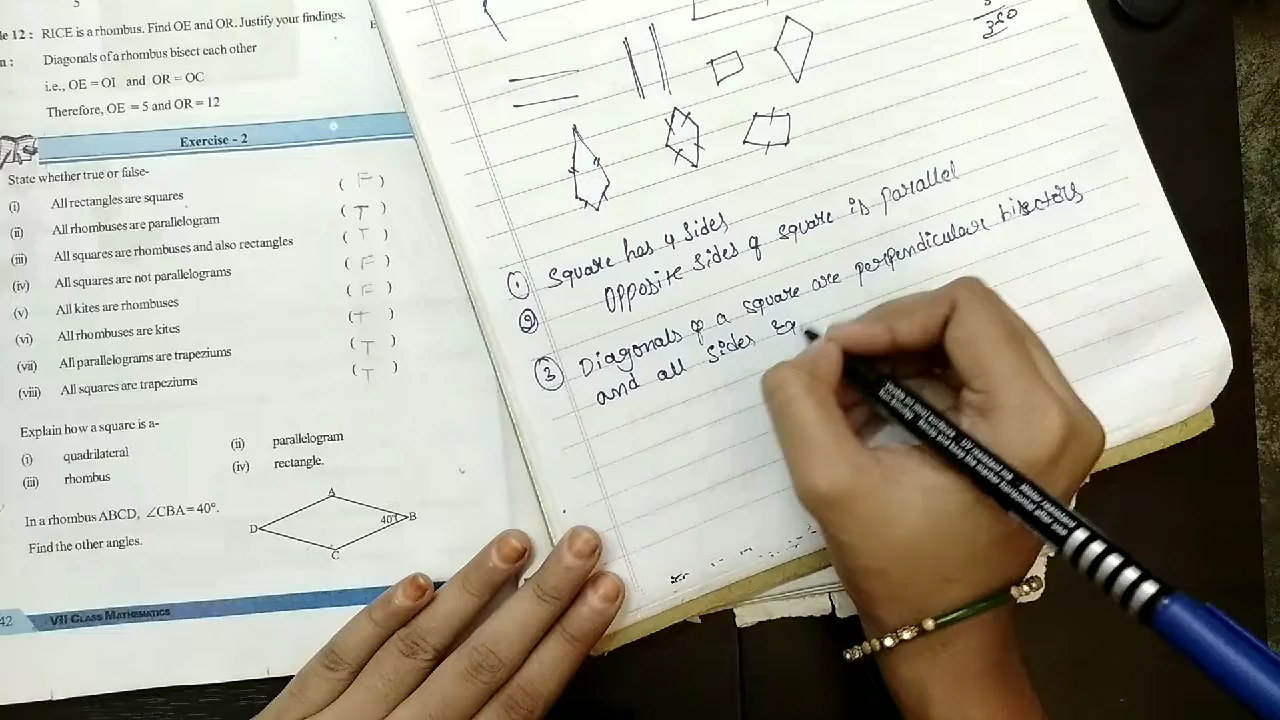 5
le 12 : RICE is a rhombus. Find OE and OR. Justify your findings.
n : Diagonals of a rhombus bisect each other
i.e., OE = OI and OR = OC
Therefore, OE = 5 and OR = 12
Exercise - 2
State whether true or false-
(i) All rectangles are squares ( F )
(ii) All rhombuses are parallelogram ( T )
(iii) All squares are rhombuses and also rectangles ( T )
(iv) All squares are not parallelograms ( F )
(v) All kites are rhombuses ( F )
(vi) All rhombuses are kites ( T )
(vii) All parallelograms are trapeziums ( T )
(viii) All squares are trapeziums ( T )
Explain how a square is a-
(i) quadrilateral (ii) parallelogram
(iii) rhombus (iv) rectangle.
In a rhombus ABCD, ∠CBA = 40°.
Find the other angles.
A
D 40° B
C
42 VII CLASS MATHEMATICS
360
① Square has 4 sides
② Opposite sides of square is parallel
③ Diagonals of a square are perpendicular bisectors
and all sides Eq